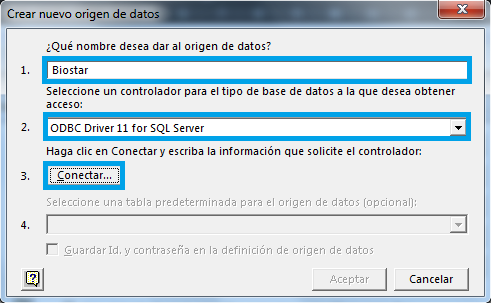 Crear nuevo origen de datos
¿Qué nombre desea dar al origen de datos?
1. Biostar
Seleccione un controlador para el tipo de base de datos a la que desea obtener
acceso:
2. ODBC Driver 11 for SQL Server
Haga clic en Conectar y escriba la información que solicite el controlador:
3. Conectar...
Seleccione una tabla predeterminada para el origen de datos (opcional):
4.
Guardar Id. y contraseña en la definición de origen de datos
? Aceptar Cancelar